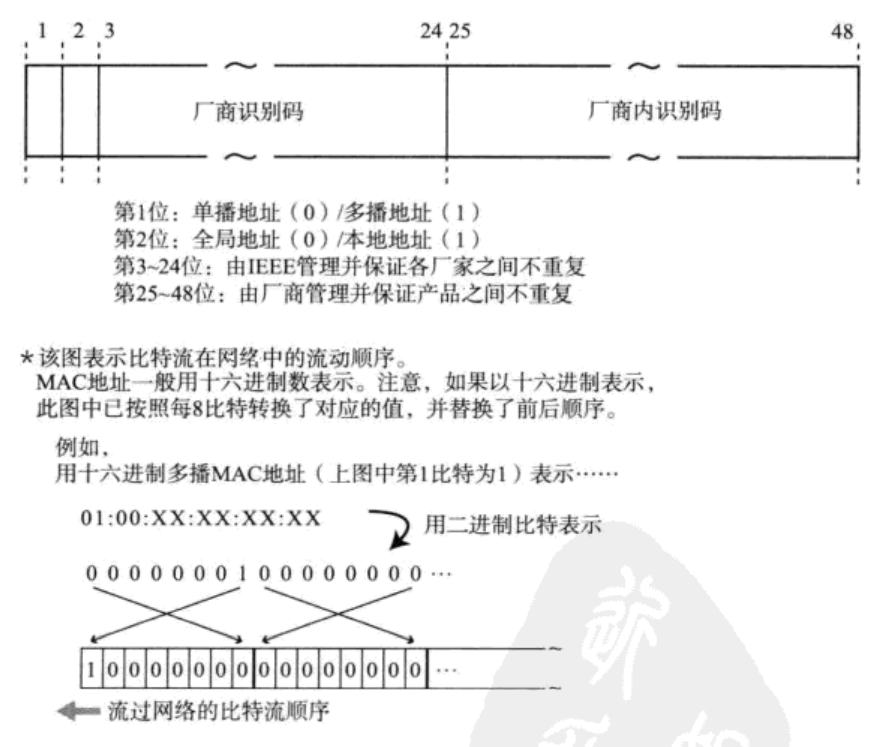 1 2 3 24 25 48
厂商识别码 厂商内识别码
第1位：单播地址（0）/多播地址（1）
第2位：全局地址（0）/本地地址（1）
第3~24位：由IEEE管理并保证各厂家之间不重复
第25~48位：由厂商管理并保证产品之间不重复
*该图表示比特流在网络中的流动顺序。
MAC地址一般用十六进制数表示。注意，如果以十六进制表示，
此图中已按照每8比特转换了对应的值，并替换了前后顺序。
例如，
用十六进制多播MAC地址（上图中第1比特为1）表示……
01:00:XX:XX:XX:XX
用二进制比特表示
0 0 0 0 0 0 0 1 0 0 0 0 0 0 0 0 …
1 0 0 0 0 0 0 0 0 0 0 0 0 0 0 0 …
流过网络的比特流顺序